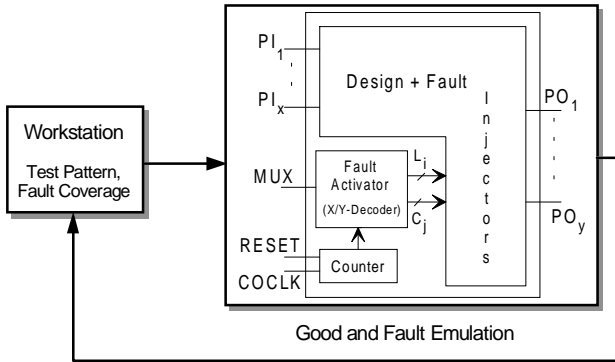 Workstation
Test Pattern,
Fault Coverage
PI1
PIx
MUX
RESET
COCLK
Design + Fault
Injectors
Fault
Activator
(X/Y-Decoder)
Li
Cj
Counter
PO1
POy
Good and Fault Emulation